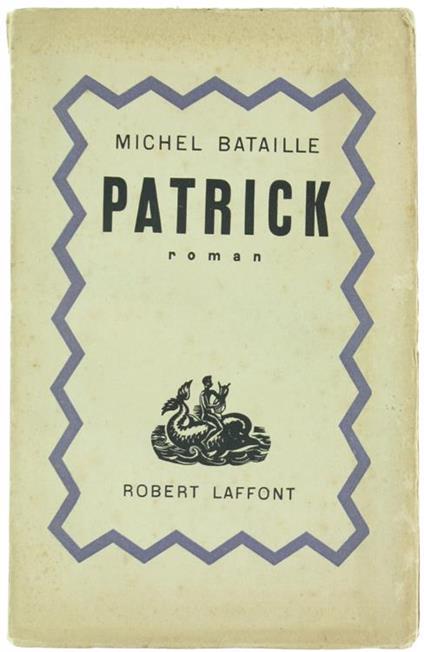 MICHEL BATAILLE
PATRICK
roman
ROBERT LAFFONT